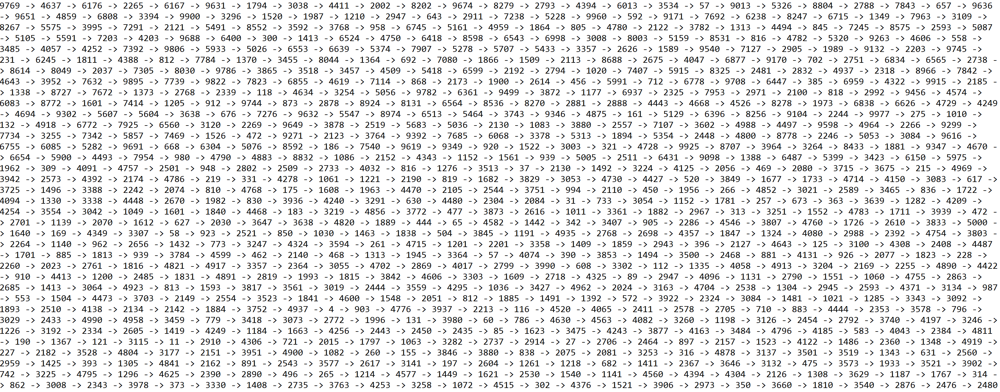 9769 -> 4637 -> 6176 -> 2265 -> 6167 -> 9631 -> 1794 -> 3038 -> 4411 -> 2002 -> 8202 -> 9674 -> 8279 -> 2793 -> 4394 -> 6013 -> 3534 -> 57 -> 9013 -> 5326 -> 8804 -> 2788 -> 7843 -> 657 -> 9636
-> 9651 -> 4859 -> 6808 -> 3394 -> 9900 -> 3296 -> 1520 -> 1987 -> 1210 -> 2947 -> 643 -> 2911 -> 7238 -> 5228 -> 9960 -> 592 -> 9171 -> 7692 -> 6238 -> 8247 -> 6715 -> 1349 -> 7963 -> 3109 ->
8267 -> 5575 -> 3995 -> 7291 -> 2121 -> 5491 -> 8552 -> 3592 -> 3768 -> 958 -> 6745 -> 5161 -> 4959 -> 1864 -> 805 -> 4780 -> 2122 -> 3782 -> 1313 -> 4494 -> 845 -> 7245 -> 8575 -> 2593 -> 5087
-> 5105 -> 5591 -> 7203 -> 4203 -> 9688 -> 6400 -> 300 -> 1413 -> 6524 -> 4750 -> 6418 -> 8598 -> 6543 -> 6998 -> 3008 -> 8003 -> 5159 -> 8531 -> 816 -> 4782 -> 5320 -> 9263 -> 4606 -> 558 ->
3485 -> 4057 -> 4252 -> 7392 -> 9806 -> 5933 -> 5026 -> 6553 -> 6639 -> 5374 -> 7907 -> 5278 -> 5707 -> 5433 -> 3357 -> 2626 -> 1589 -> 9540 -> 7127 -> 2905 -> 1989 -> 9132 -> 2203 -> 9745 ->
231 -> 6245 -> 1811 -> 4388 -> 812 -> 7784 -> 1370 -> 3455 -> 8044 -> 1364 -> 692 -> 7080 -> 1866 -> 1509 -> 2113 -> 8688 -> 2675 -> 4047 -> 6877 -> 9170 -> 702 -> 2751 -> 6834 -> 6565 -> 2738 -
> 8614 -> 8049 -> 2037 -> 7305 -> 8030 -> 9786 -> 3865 -> 3518 -> 3457 -> 4509 -> 5418 -> 6599 -> 2192 -> 2794 -> 1020 -> 7407 -> 5915 -> 8325 -> 2481 -> 2832 -> 4937 -> 2318 -> 8966 -> 7842 ->
4643 -> 3952 -> 7632 -> 9895 -> 7739 -> 9822 -> 7823 -> 6855 -> 4619 -> 7114 -> 868 -> 2173 -> 1900 -> 2614 -> 456 -> 5991 -> 712 -> 6778 -> 9708 -> 6447 -> 385 -> 6959 -> 4322 -> 9915 -> 2185 -
> 1338 -> 8727 -> 7672 -> 1373 -> 2768 -> 2339 -> 118 -> 4634 -> 3254 -> 5056 -> 9782 -> 6361 -> 9499 -> 3872 -> 1177 -> 6937 -> 2325 -> 7953 -> 2971 -> 2100 -> 818 -> 2992 -> 9456 -> 4574 ->
6083 -> 8772 -> 1601 -> 7414 -> 1205 -> 912 -> 9744 -> 873 -> 2878 -> 8924 -> 8131 -> 6564 -> 8536 -> 8270 -> 2881 -> 2888 -> 4443 -> 4668 -> 4526 -> 8278 -> 1973 -> 6838 -> 6626 -> 4729 -> 4249
-> 4694 -> 9302 -> 5607 -> 5604 -> 3638 -> 676 -> 7276 -> 9632 -> 5547 -> 8974 -> 6513 -> 5464 -> 3743 -> 9346 -> 4875 -> 161 -> 5129 -> 6396 -> 8256 -> 9104 -> 2244 -> 9977 -> 275 -> 1010 ->
132 -> 4918 -> 6772 -> 7925 -> 6560 -> 3120 -> 2269 -> 9649 -> 3878 -> 2519 -> 5683 -> 5036 -> 2130 -> 1083 -> 3880 -> 2557 -> 7107 -> 3602 -> 4988 -> 4497 -> 9598 -> 4964 -> 2266 -> 9299 ->
7734 -> 3255 -> 7342 -> 5857 -> 7469 -> 1526 -> 472 -> 9271 -> 2123 -> 3764 -> 9392 -> 7685 -> 6068 -> 3378 -> 5313 -> 1894 -> 5354 -> 2448 -> 4800 -> 8778 -> 2246 -> 5053 -> 3084 -> 9616 ->
6755 -> 6085 -> 5282 -> 9691 -> 668 -> 6304 -> 5076 -> 8592 -> 186 -> 7540 -> 9619 -> 9349 -> 920 -> 1522 -> 3003 -> 321 -> 4728 -> 9925 -> 8707 -> 3964 -> 3264 -> 8433 -> 1881 -> 9347 -> 4670 -
> 6654 -> 5900 -> 4493 -> 7954 -> 980 -> 4790 -> 4883 -> 8832 -> 1086 -> 2152 -> 4343 -> 1152 -> 1561 -> 939 -> 5005 -> 2511 -> 6431 -> 9098 -> 1388 -> 6487 -> 5399 -> 3423 -> 6150 -> 5975 ->
1962 -> 309 -> 4091 -> 4757 -> 2501 -> 948 -> 2802 -> 2509 -> 2733 -> 4032 -> 816 -> 1276 -> 3513 -> 37 -> 2130 -> 1492 -> 3224 -> 4125 -> 2056 -> 469 -> 2080 -> 3715 -> 3675 -> 215 -> 4969 ->
3942 -> 2573 -> 4392 -> 2174 -> 4786 -> 219 -> 331 -> 4278 -> 1061 -> 1221 -> 2190 -> 819 -> 1682 -> 3829 -> 3053 -> 4730 -> 4427 -> 520 -> 3849 -> 1677 -> 1733 -> 4714 -> 4150 -> 3083 -> 617 ->
3725 -> 1496 -> 3388 -> 2242 -> 2074 -> 810 -> 4768 -> 175 -> 1608 -> 1963 -> 4470 -> 2105 -> 2544 -> 3751 -> 994 -> 2110 -> 450 -> 1956 -> 266 -> 4852 -> 3021 -> 2589 -> 3465 -> 836 -> 1722 ->
4094 -> 1330 -> 3338 -> 4448 -> 2670 -> 1982 -> 830 -> 3936 -> 4240 -> 3291 -> 630 -> 4480 -> 2304 -> 2084 -> 31 -> 733 -> 3054 -> 1152 -> 1781 -> 257 -> 673 -> 363 -> 3639 -> 1282 -> 4209 ->
4254 -> 3554 -> 3042 -> 1049 -> 1601 -> 1840 -> 4468 -> 183 -> 3219 -> 4856 -> 3772 -> 477 -> 3873 -> 2616 -> 1011 -> 3361 -> 1882 -> 2967 -> 313 -> 3251 -> 1552 -> 4783 -> 1711 -> 3939 -> 472 -
> 2701 -> 1139 -> 2070 -> 1612 -> 627 -> 2030 -> 3647 -> 3638 -> 4820 -> 1889 -> 444 -> 65 -> 4582 -> 1442 -> 342 -> 3407 -> 905 -> 2286 -> 4546 -> 3807 -> 4760 -> 1726 -> 2610 -> 3833 -> 5000 -
> 1640 -> 169 -> 4349 -> 3307 -> 58 -> 923 -> 2521 -> 850 -> 1030 -> 1463 -> 1838 -> 504 -> 3845 -> 1191 -> 4935 -> 2768 -> 2698 -> 4357 -> 1847 -> 1324 -> 4080 -> 2988 -> 2392 -> 4754 -> 3803 -
> 2264 -> 1140 -> 962 -> 2656 -> 1432 -> 773 -> 3247 -> 4324 -> 3594 -> 261 -> 4715 -> 1201 -> 2201 -> 3358 -> 1409 -> 1859 -> 2943 -> 396 -> 2127 -> 4643 -> 125 -> 3100 -> 4308 -> 2408 -> 4487
-> 1701 -> 885 -> 1813 -> 939 -> 3784 -> 4599 -> 462 -> 2140 -> 468 -> 1313 -> 1945 -> 3364 -> 57 -> 4074 -> 390 -> 3853 -> 1494 -> 3500 -> 2468 -> 881 -> 4131 -> 926 -> 2077 -> 1823 -> 228 ->
2260 -> 2023 -> 2761 -> 1816 -> 4821 -> 4917 -> 3357 -> 2364 -> 3055 -> 4702 -> 2869 -> 4017 -> 2799 -> 3990 -> 608 -> 3302 -> 112 -> 1335 -> 4058 -> 4913 -> 3204 -> 2169 -> 2255 -> 4890 -> 4422
-> 910 -> 4413 -> 1200 -> 2485 -> 1831 -> 4891 -> 2819 -> 1993 -> 1815 -> 3842 -> 4606 -> 3303 -> 1609 -> 2718 -> 4325 -> 89 -> 2947 -> 4096 -> 1131 -> 2790 -> 1551 -> 1060 -> 4755 -> 2863 ->
2685 -> 1413 -> 3064 -> 4923 -> 813 -> 1593 -> 3817 -> 3561 -> 3019 -> 2444 -> 3559 -> 4295 -> 1036 -> 3427 -> 4962 -> 2024 -> 3163 -> 4704 -> 2538 -> 1304 -> 2945 -> 2593 -> 4371 -> 3134 -> 987
-> 553 -> 1504 -> 4473 -> 3703 -> 2149 -> 2554 -> 3523 -> 1841 -> 4600 -> 1548 -> 2051 -> 812 -> 1885 -> 1491 -> 1392 -> 572 -> 3922 -> 2324 -> 3084 -> 1481 -> 1021 -> 1285 -> 3343 -> 3092 ->
1893 -> 2510 -> 4138 -> 2134 -> 2142 -> 1884 -> 3752 -> 4937 -> 4 -> 903 -> 4776 -> 3937 -> 2213 -> 116 -> 4520 -> 4065 -> 2411 -> 2578 -> 2705 -> 710 -> 883 -> 4444 -> 2353 -> 3578 -> 796 ->
3029 -> 2433 -> 4990 -> 4958 -> 3459 -> 779 -> 3418 -> 3073 -> 2772 -> 1996 -> 131 -> 3980 -> 60 -> 786 -> 4630 -> 4563 -> 4082 -> 3260 -> 1198 -> 3126 -> 2454 -> 2792 -> 3740 -> 4197 -> 3246 ->
1226 -> 3192 -> 2334 -> 2605 -> 1419 -> 4249 -> 1184 -> 1663 -> 4256 -> 2443 -> 2450 -> 2435 -> 85 -> 1623 -> 3475 -> 4243 -> 3877 -> 4163 -> 3484 -> 4796 -> 4185 -> 583 -> 4043 -> 2384 -> 4811
-> 190 -> 1367 -> 121 -> 3115 -> 11 -> 2910 -> 4306 -> 721 -> 2015 -> 1797 -> 1063 -> 3282 -> 2737 -> 2914 -> 27 -> 2706 -> 2464 -> 897 -> 2157 -> 1523 -> 4122 -> 1486 -> 2360 -> 1348 -> 4919 ->
227 -> 2182 -> 3528 -> 4804 -> 3177 -> 2151 -> 3951 -> 4900 -> 1082 -> 260 -> 155 -> 3846 -> 3880 -> 838 -> 2075 -> 2081 -> 3253 -> 316 -> 4878 -> 3137 -> 3501 -> 3519 -> 1343 -> 631 -> 2560 ->
2959 -> 1425 -> 393 -> 1305 -> 4841 -> 2162 -> 891 -> 2543 -> 3577 -> 2617 -> 3141 -> 197 -> 2604 -> 1261 -> 1218 -> 682 -> 1411 -> 2367 -> 3646 -> 3132 -> 475 -> 3573 -> 1933 -> 3521 -> 3902 ->
742 -> 3225 -> 4795 -> 1296 -> 4625 -> 2390 -> 2890 -> 496 -> 265 -> 1214 -> 4577 -> 1449 -> 1621 -> 2530 -> 1540 -> 1141 -> 4560 -> 4394 -> 4304 -> 2126 -> 1308 -> 3629 -> 1187 -> 1767 -> 314 -
> 862 -> 3008 -> 2343 -> 3978 -> 373 -> 3330 -> 1408 -> 2735 -> 3763 -> 4253 -> 3258 -> 1072 -> 4515 -> 302 -> 4376 -> 1521 -> 3906 -> 2973 -> 350 -> 3660 -> 1810 -> 3540 -> 2876 -> 2476 -> 2480